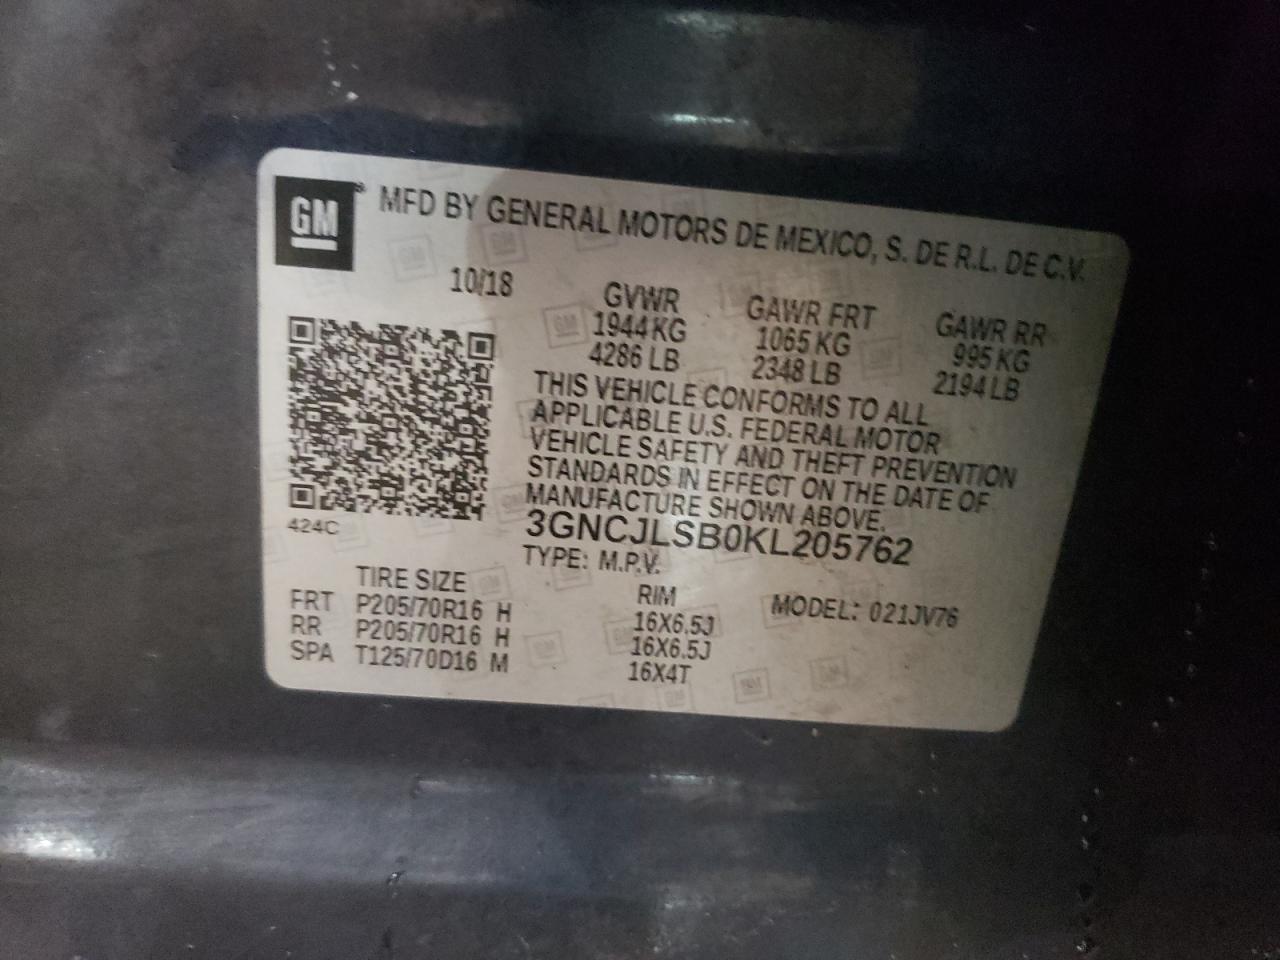 GM
MFD BY GENERAL MOTORS DE MEXICO, S. DE R.L. DE C.V.
10/18
GVWR GAWR FRT GAWR RR
1944 KG 1065 KG 995 KG
4286 LB 2348 LB 2194 LB
THIS VEHICLE CONFORMS TO ALL
APPLICABLE U.S. FEDERAL MOTOR
VEHICLE SAFETY AND THEFT PREVENTION
STANDARDS IN EFFECT ON THE DATE OF
MANUFACTURE SHOWN ABOVE.
424C
3GNCJLSB0KL205762
TYPE: M.P.V.
TIRE SIZE RIM MODEL: 021JV76
FRT P205/70R16 H 16X6.5J
RR P205/70R16 H 16X6.5J
SPA T125/70D16 M 16X4T